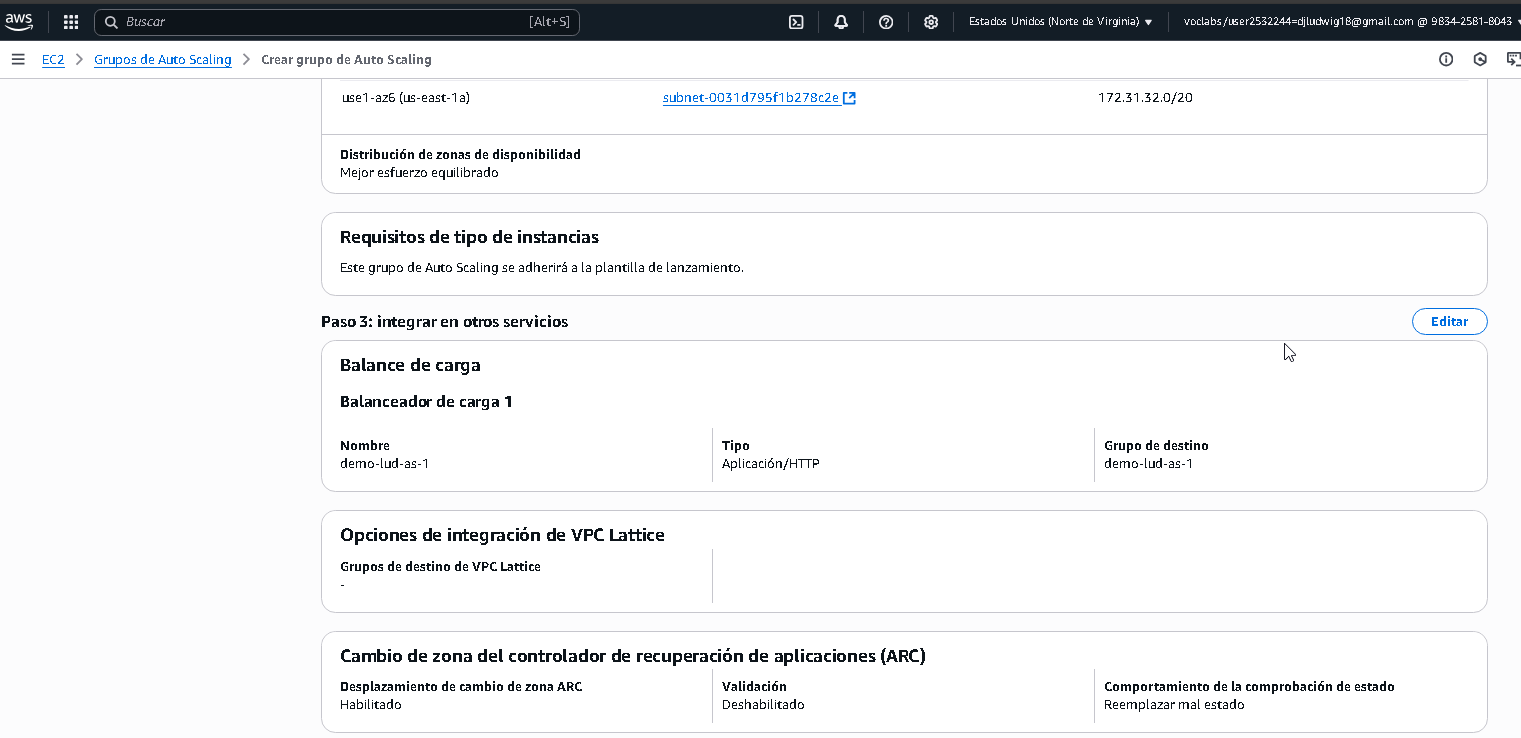 aws Buscar [Alt+S] Estados Unidos (Norte de Virginia) voclabs/user2532244=djludwig18@gmail.com @ 9834-2581-8043
EC2 Grupos de Auto Scaling Crear grupo de Auto Scaling
use1-az6 (us-east-1a) subnet-0031d795f1b278c2e 172.31.32.0/20
Distribución de zonas de disponibilidad
Mejor esfuerzo equilibrado
Requisitos de tipo de instancias
Este grupo de Auto Scaling se adherirá a la plantilla de lanzamiento.
Paso 3: integrar en otros servicios Editar
Balance de carga
Balanceador de carga 1
Nombre Tipo Grupo de destino
demo-lud-as-1 Aplicación/HTTP demo-lud-as-1
Opciones de integración de VPC Lattice
Grupos de destino de VPC Lattice
-
Cambio de zona del controlador de recuperación de aplicaciones (ARC)
Desplazamiento de cambio de zona ARC Validación Comportamiento de la comprobación de estado
Habilitado Deshabilitado Reemplazar mal estado